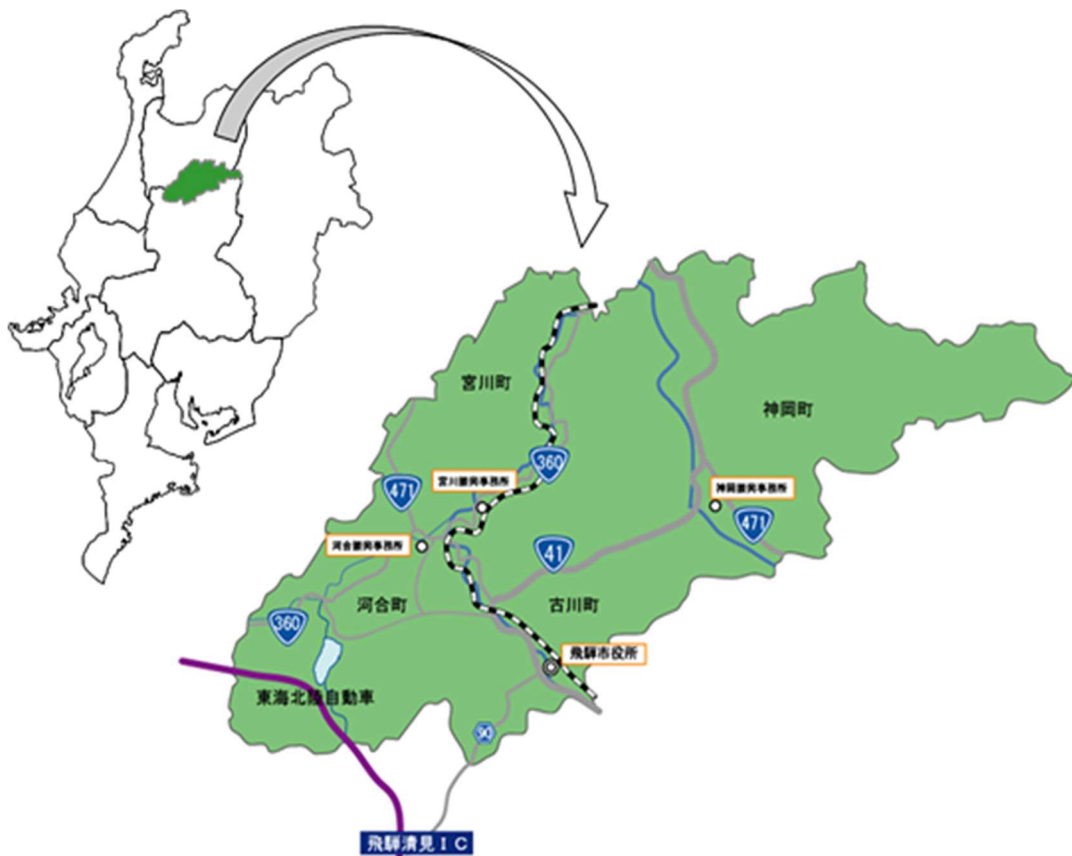 宮川町
神岡町
360
宮川振興事務所
471
神岡振興事務所
471
河合振興事務所
41
河合町
古川町
360
飛騨市役所
東海北陸自動車
90
飛騨清見IC